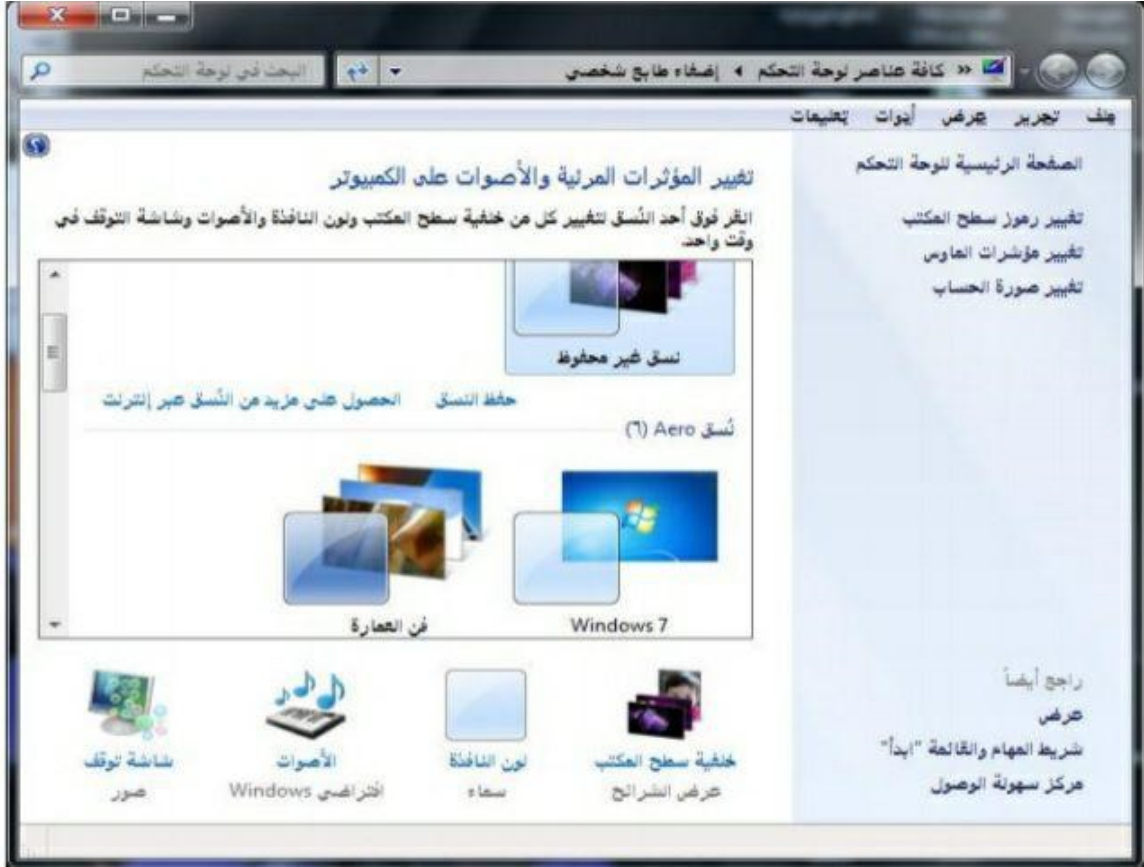 « كافة عناصر لوحة التحكم ◂ إضفاء طابع شخصي
البحث في لوحة التحكم
ملف تحرير عرض أدوات تعليمات
الصفحة الرئيسية للوحة التحكم
تغيير رموز سطح المكتب
تغيير مؤشرات الماوس
تغيير صورة الحساب
تغيير المؤثرات المرئية والأصوات على الكمبيوتر
انقر فوق أحد النُسق لتغيير كل من خلفية سطح المكتب ولون النافذة والأصوات وشاشة التوقف في
وقت واحد.
نسق غير محفوظ
حفظ النسق الحصول على مزيد من النُسق عبر إنترنت
نُسق Aero (٦)
Windows 7 فن العمارة
خلفية سطح المكتب لون النافذة الأصوات شاشة توقف
عرض الشرائح سماء افتراضي Windows صور
راجع أيضاً
عرض
شريط المهام والقائمة "ابدأ"
مركز سهولة الوصول